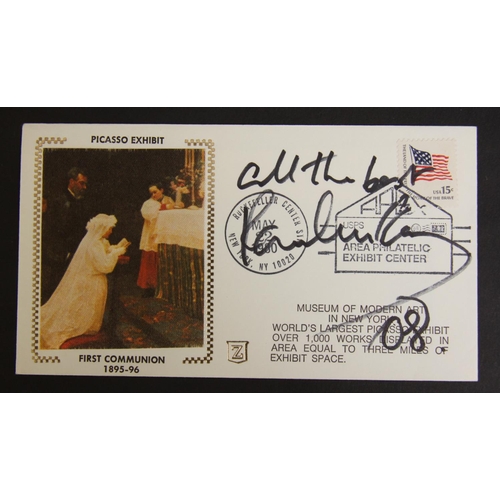 PICASSO EXHIBIT
FIRST COMMUNION
1895-96
Z
all the best
08
ROCKEFELLER CENTER
NEW YORK, NY 10020
MAY
1980
USA 15c
USPS
AREA PHILATELIC
EXHIBIT CENTER
MUSEUM OF MODERN ART
IN NEW YORK
WORLD'S LARGEST PICASSO EXHIBIT
OVER 1,000 WORKS DISPLAYED IN
AREA EQUAL TO THREE MILES OF
EXHIBIT SPACE.